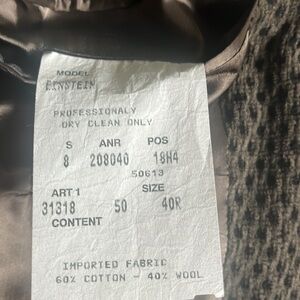 MODEL
EINSTEIN
PROFESSIONALY
DRY CLEAN ONLY
S ANR POS
8 208040 18H4
50613
ART 1 SIZE
31318 50 40R
CONTENT
IMPORTED FABRIC
60% COTTON - 40% WOOL